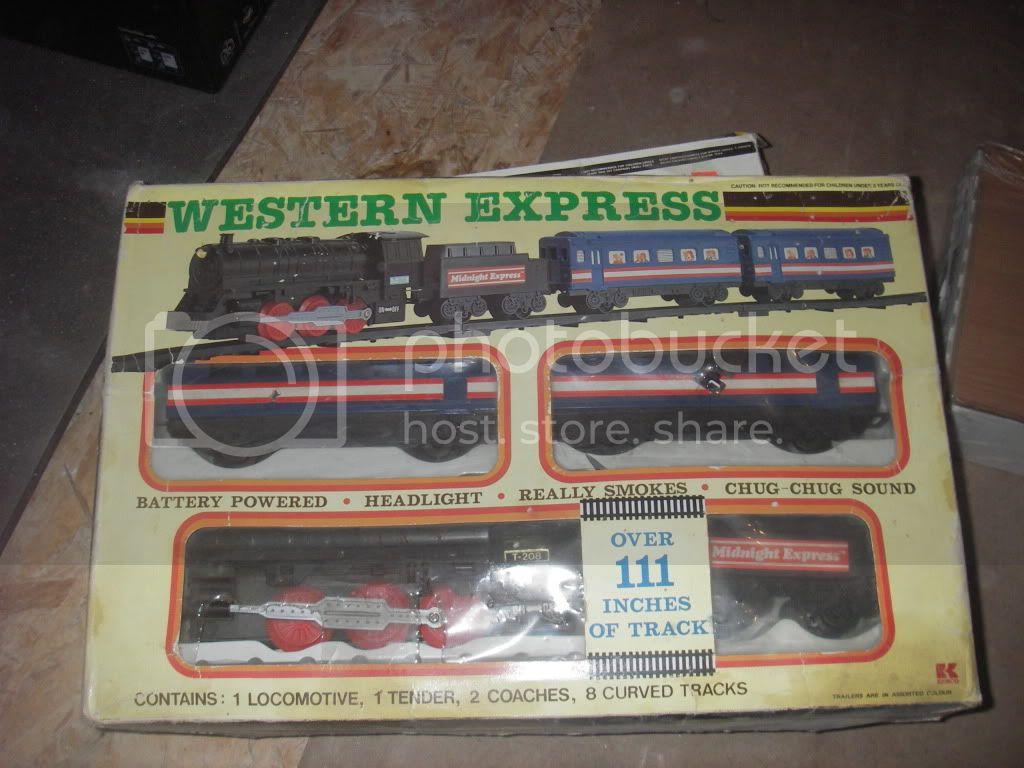 CAUTION: NOT RECOMMENDED FOR CHILDREN UNDER 3 YEARS
WESTERN EXPRESS
Midnight Express
ON OFF
photobucket
host. store. share.
BATTERY POWERED • HEADLIGHT • REALLY SMOKES • CHUG-CHUG SOUND
T-208
Midnight Express
OVER
111
INCHES
OF TRACK
CONTAINS: 1 LOCOMOTIVE, 1 TENDER, 2 COACHES, 8 CURVED TRACKS
TRAILERS ARE IN ASSORTED COLOUR